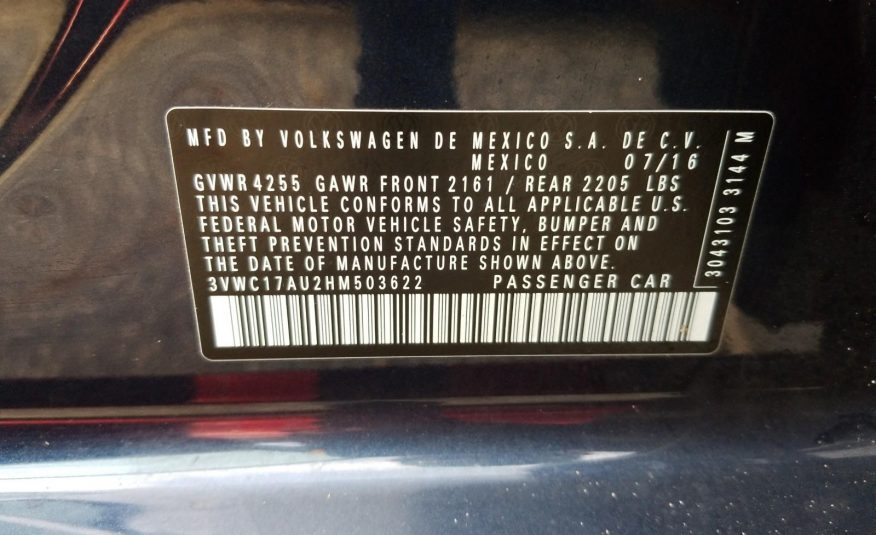 MFD BY VOLKSWAGEN DE MEXICO S.A. DE C.V.
MEXICO 07/16
GVWR 4255 GAWR FRONT 2161 / REAR 2205 LBS
THIS VEHICLE CONFORMS TO ALL APPLICABLE U.S.
FEDERAL MOTOR VEHICLE SAFETY, BUMPER AND
THEFT PREVENTION STANDARDS IN EFFECT ON
THE DATE OF MANUFACTURE SHOWN ABOVE.
3VWC17AU2HM503622 PASSENGER CAR
3043103 3144 M